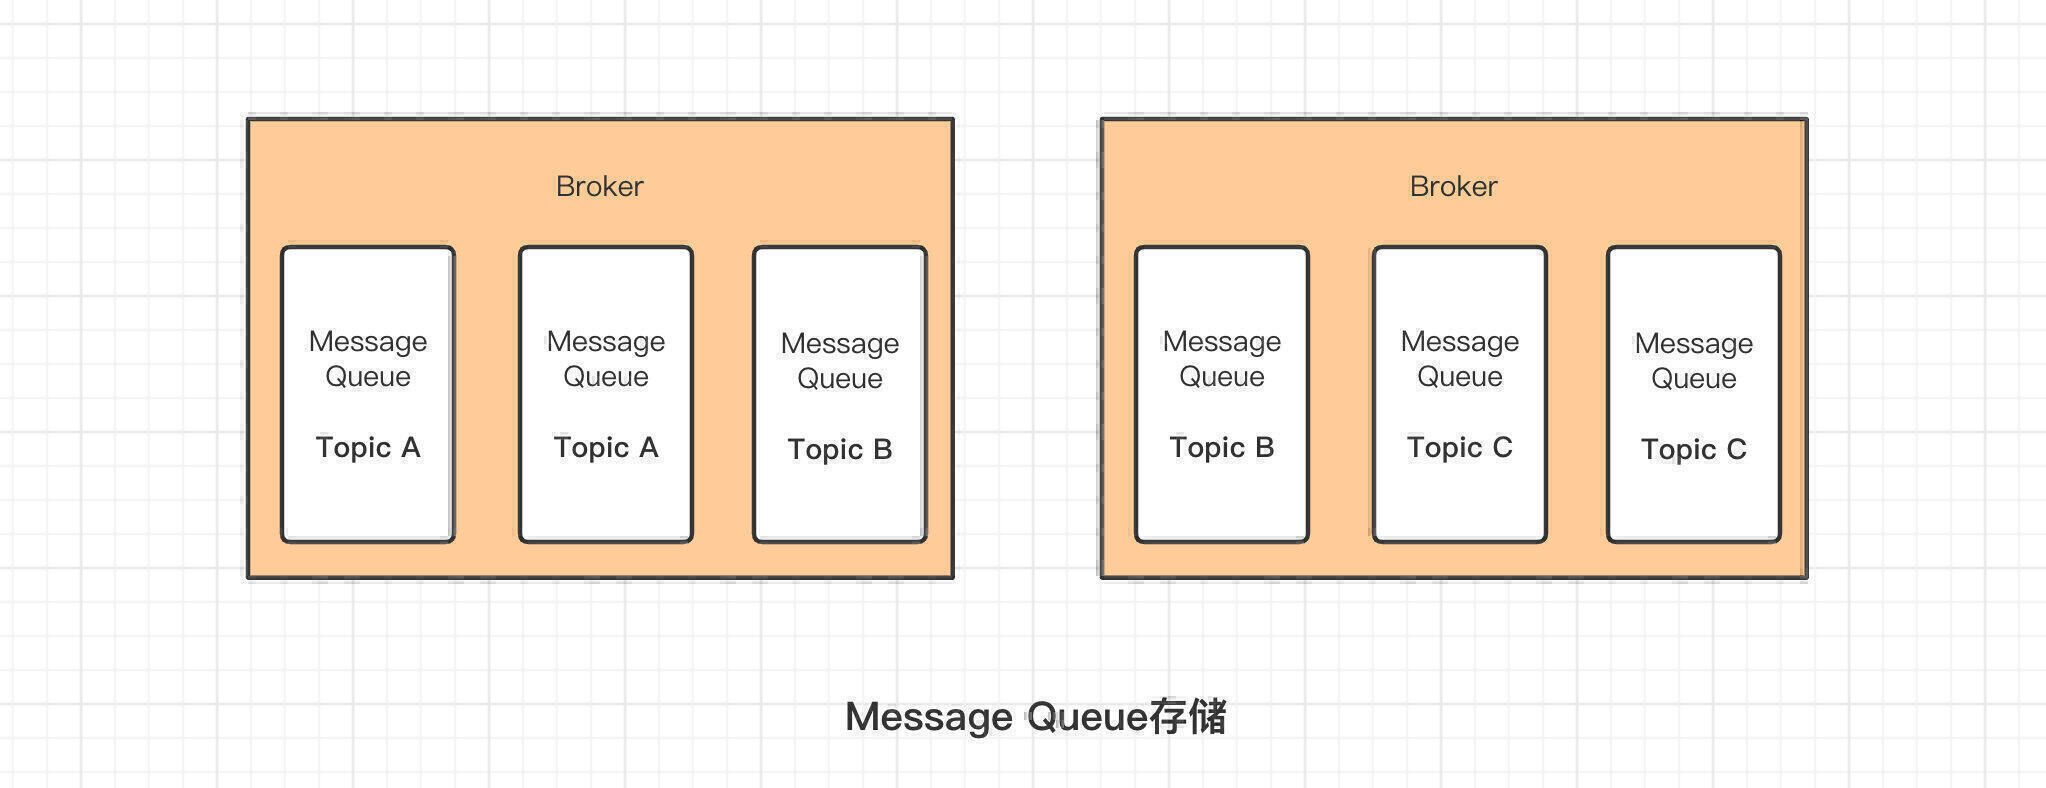 Broker
Message
Queue
Topic A
Message
Queue
Topic A
Message
Queue
Topic B
Broker
Message
Queue
Topic B
Message
Queue
Topic C
Message
Queue
Topic C
Message Queue存储